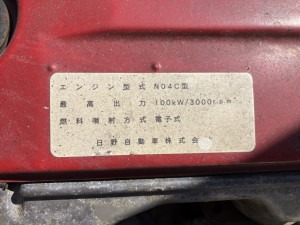 エンジン型式 N04C型
最高出力 100kW/3000r.p.m
燃料噴射方式 電子式
日野自動車株式会